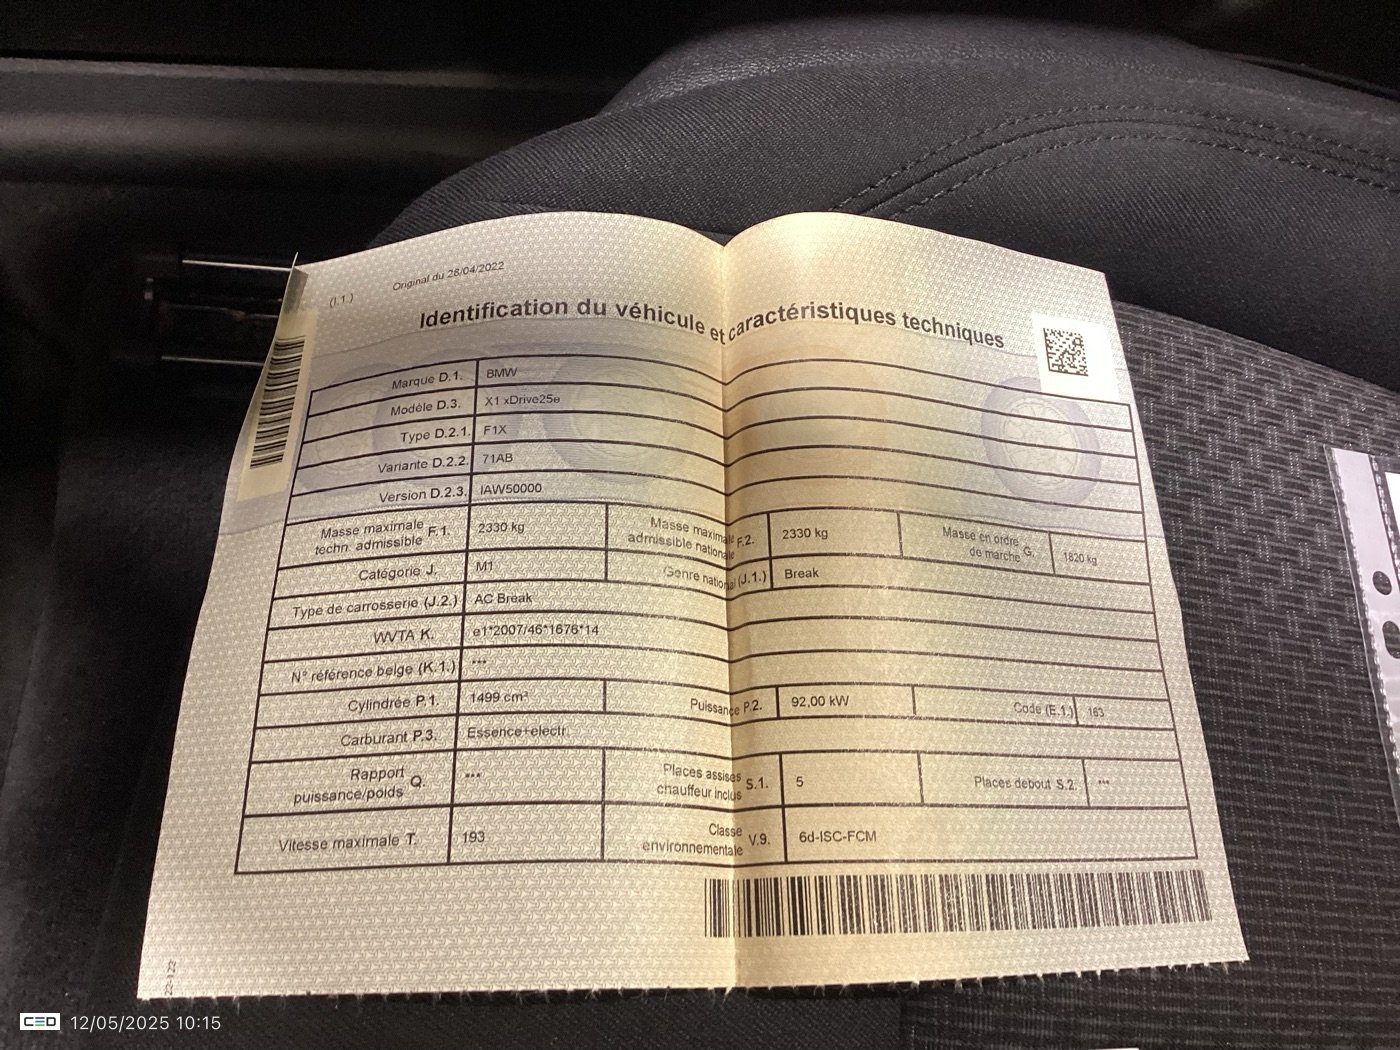 (I.1.)
Original du 26/04/2022
Identification du véhicule et caractéristiques techniques
Marque D.1. BMW
Modèle D.3. X1 xDrive25e
Type D.2.1. F1X
Variante D.2.2. 71AB
Version D.2.3. IAW50000
Masse maximale techn. admissible F.1. 2330 kg Masse maximale admissible nationale F.2. 2330 kg Masse en ordre de marche G. 1820 kg
Catégorie J. M1 Genre national (J.1.) Break
Type de carrosserie (J.2.) AC Break
WVTA K. e1*2007/46*1676*14
N° référence belge (K.1.) ***
Cylindrée P.1. 1499 cm³ Puissance P.2. 92,00 kW Code (E.1.) 163
Carburant P.3. Essence+electr.
Rapport puissance/poids Q. *** Places assises chauffeur inclus S.1. 5 Places debout S.2. ***
Vitesse maximale T. 193 Classe environnementale V.9. 6d-ISC-FCM
CED 12/05/2025 10:15